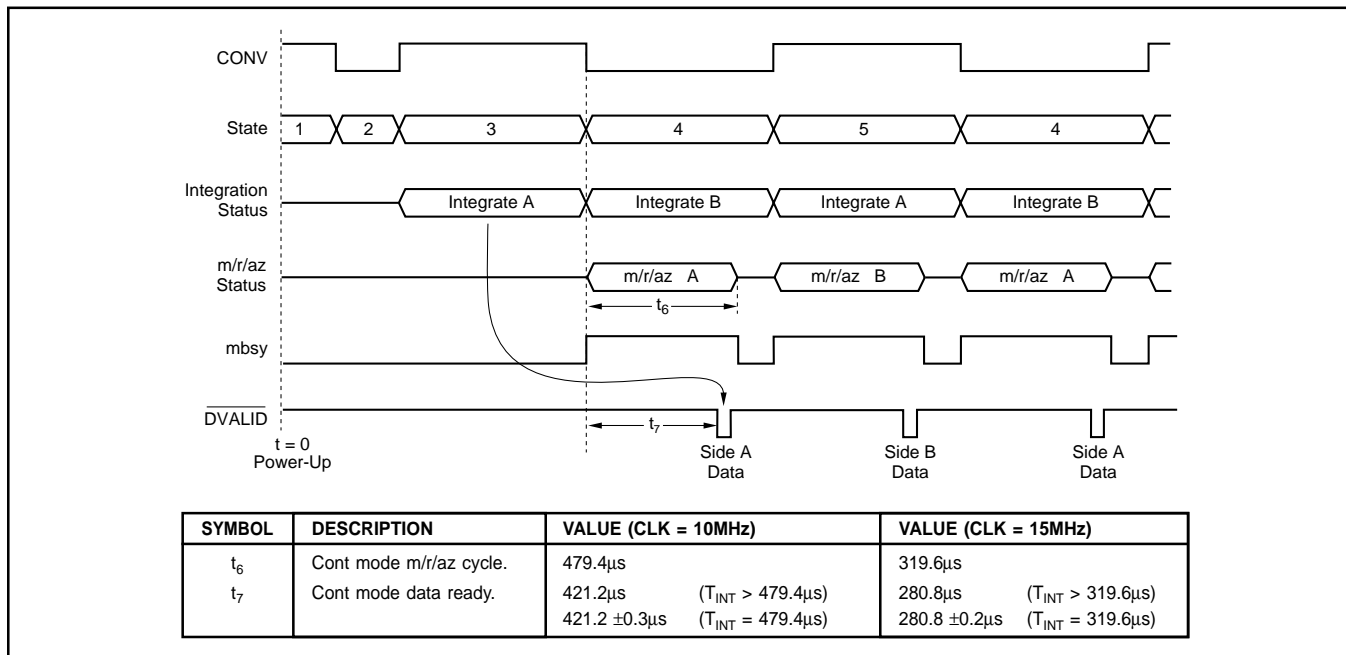 CONV
State
1 2 3 4 5 4
Integration
Status
Integrate A Integrate B Integrate A Integrate B
m/r/az
Status
m/r/az A m/r/az B m/r/az A
t6
mbsy
DVALID
t7
t = 0
Power-Up
Side A
Data
Side B
Data
Side A
Data
SYMBOL DESCRIPTION VALUE (CLK = 10MHz) VALUE (CLK = 15MHz)
t6 Cont mode m/r/az cycle. 479.4µs 319.6µs
t7 Cont mode data ready. 421.2µs (TINT > 479.4µs) 280.8µs (TINT > 319.6µs)
421.2 ±0.3µs (TINT = 479.4µs) 280.8 ±0.2µs (TINT = 319.6µs)